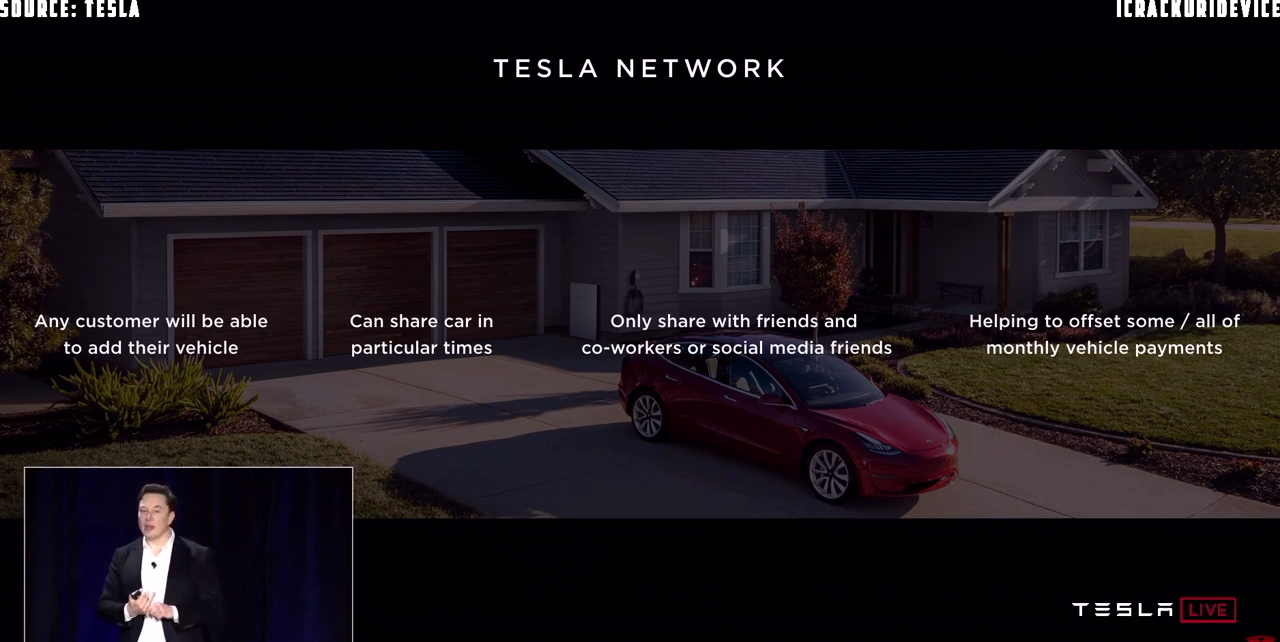 SOURCE: TESLA
ICRACKURIDEVICE
TESLA NETWORK
Any customer will be able
to add their vehicle
Can share car in
particular times
Only share with friends and
co-workers or social media friends
Helping to offset some / all of
monthly vehicle payments
TESLA LIVE